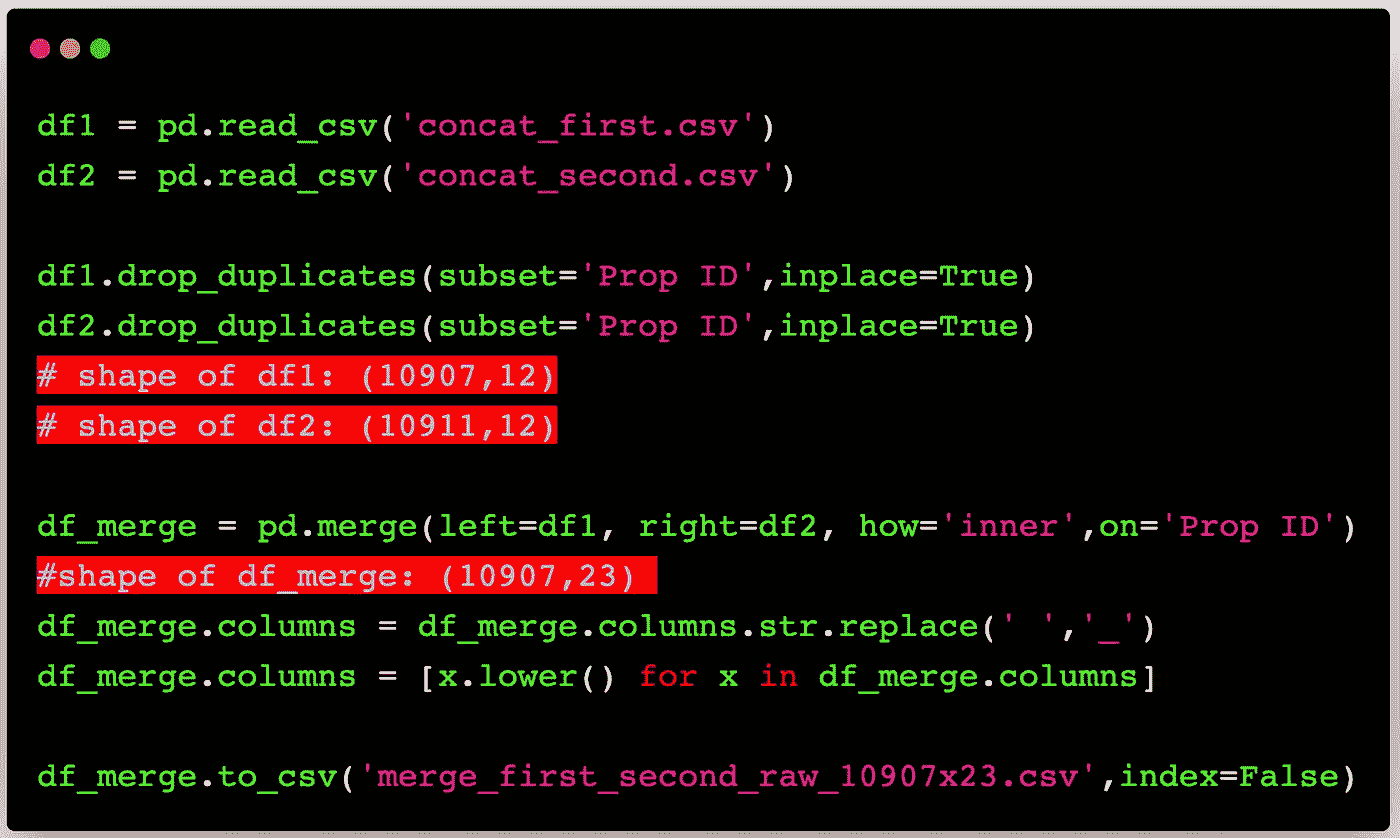 df1 = pd.read_csv('concat_first.csv')
df2 = pd.read_csv('concat_second.csv')
df1.drop_duplicates(subset='Prop ID',inplace=True)
df2.drop_duplicates(subset='Prop ID',inplace=True)
# shape of df1: (10907,12)
# shape of df2: (10911,12)
df_merge = pd.merge(left=df1, right=df2, how='inner',on='Prop ID')
#shape of df_merge: (10907,23)
df_merge.columns = df_merge.columns.str.replace(' ','_')
df_merge.columns = [x.lower() for x in df_merge.columns]
df_merge.to_csv('merge_first_second_raw_10907x23.csv',index=False)